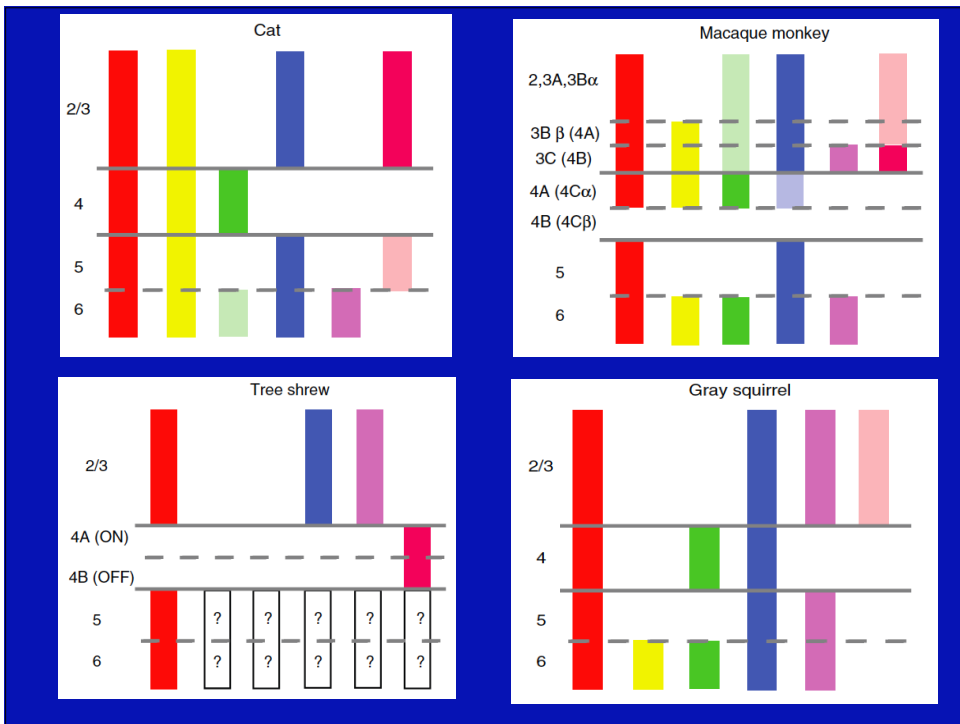 Cat
2/3
4
5
6
Macaque monkey
2,3A,3Bα
3B β (4A)
3C (4B)
4A (4Cα)
4B (4Cβ)
5
6
Tree shrew
2/3
4A (ON)
4B (OFF)
5 ? ? ? ? ?
6 ? ? ? ? ?
Gray squirrel
2/3
4
5
6